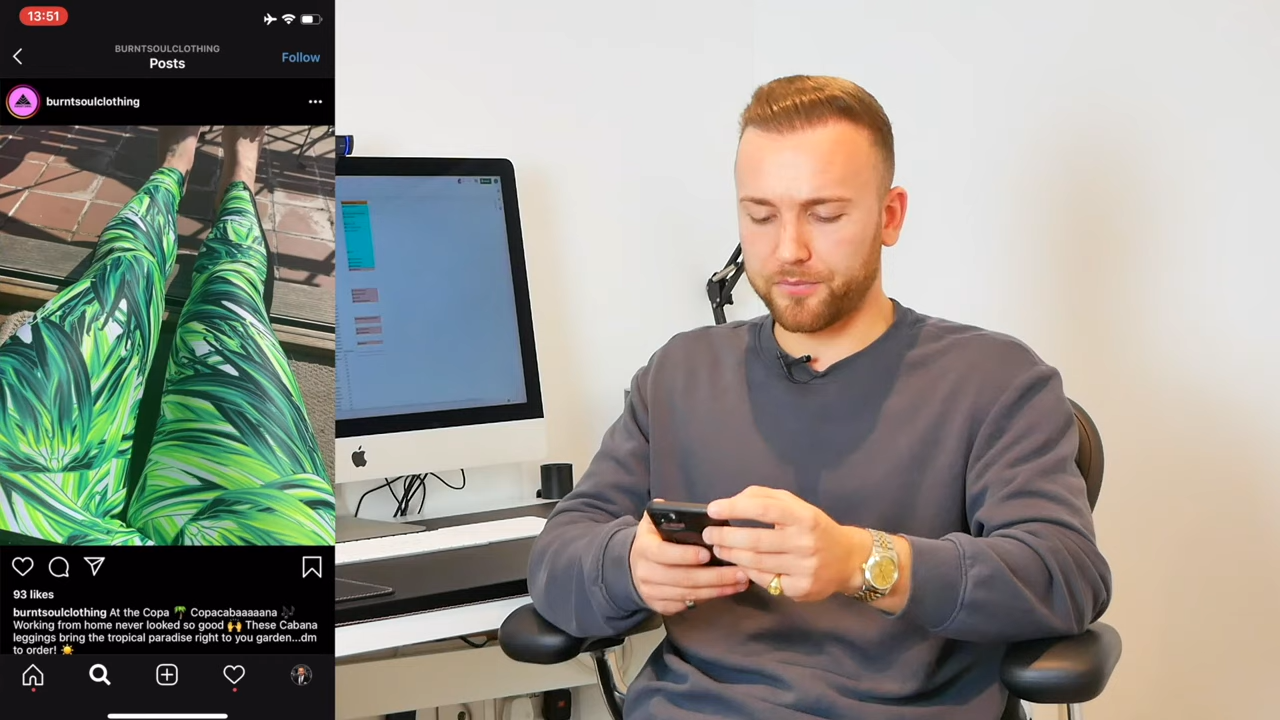 13:51
BURNTSOULCLOTHING
Posts
Follow
burntsoulclothing
93 likes
burntsoulclothing At the Copa 🌴 Copacabaaaaana 🎶
Working from home never looked so good 🙌 These Cabana
leggings bring the tropical paradise right to you garden...dm
to order! ☀️